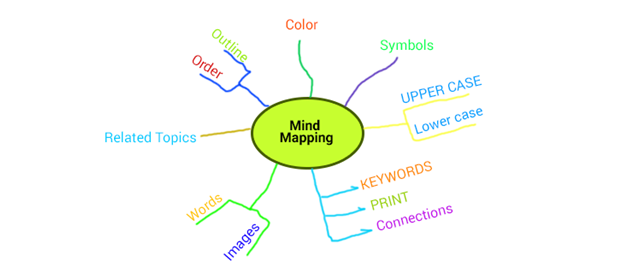 Color
Symbols
Outline
Order
UPPER CASE
Lower case
Mind
Mapping
Related Topics
KEYWORDS
PRINT
Connections
Words
Images